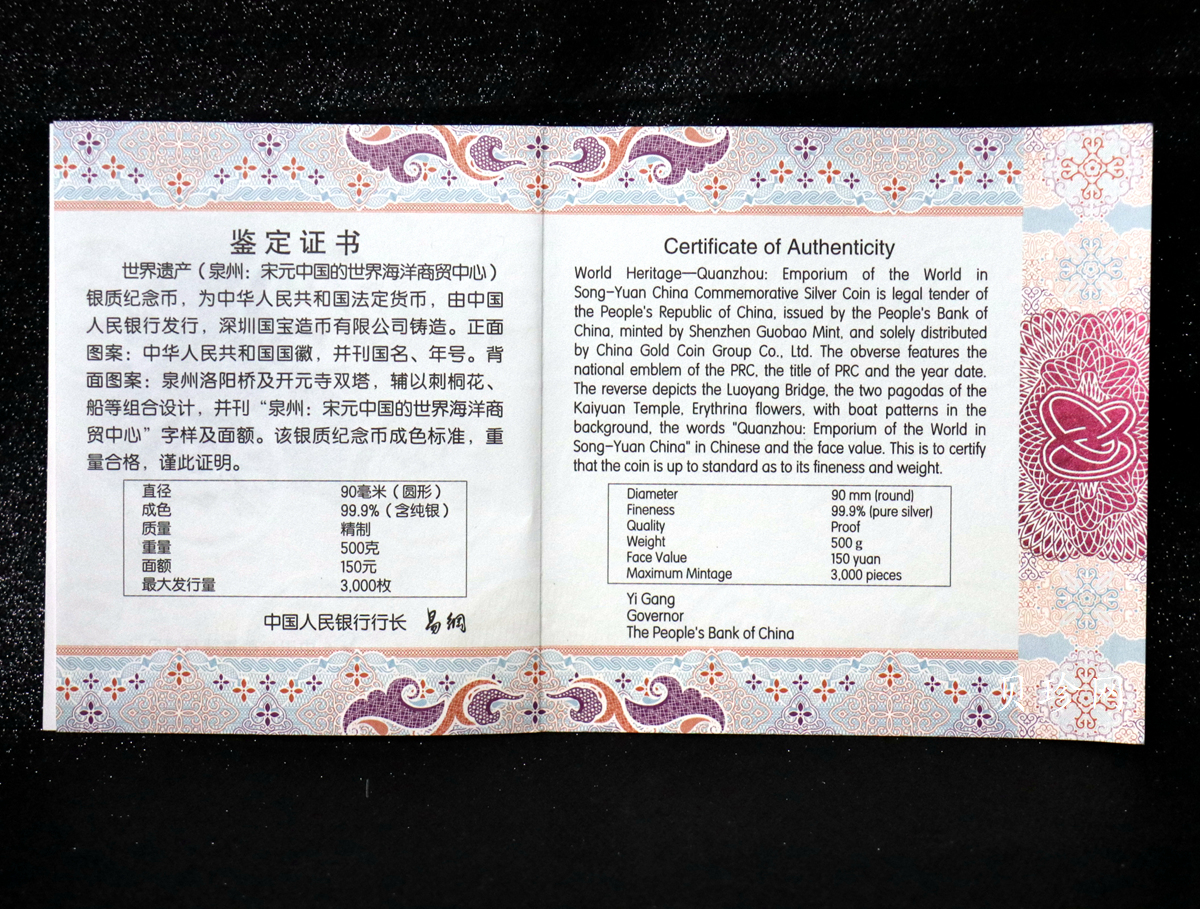 鉴定证书
世界遗产（泉州：宋元中国的世界海洋商贸中心）
银质纪念币，为中华人民共和国法定货币，由中国
人民银行发行，深圳国宝造币有限公司铸造。正面
图案：中华人民共和国国徽，并刊国名、年号。背
面图案：泉州洛阳桥及开元寺双塔，辅以刺桐花、
船等组合设计，并刊“泉州：宋元中国的世界海洋商
贸中心”字样及面额。该银质纪念币成色标准，重
量合格，谨此证明。
直径 90毫米（圆形）
成色 99.9%（含纯银）
质量 精制
重量 500克
面额 150元
最大发行量 3,000枚
中国人民银行行长 易纲
Certificate of Authenticity
World Heritage—Quanzhou: Emporium of the World in
Song–Yuan China Commemorative Silver Coin is legal tender of
the People's Republic of China, issued by the People's Bank of
China, minted by Shenzhen Guobao Mint, and solely distributed
by China Gold Coin Group Co., Ltd. The obverse features the
national emblem of the PRC, the title of PRC and the year date.
The reverse depicts the Luoyang Bridge, the two pagodas of the
Kaiyuan Temple, Erythrina flowers, with boat patterns in the
background, the words "Quanzhou: Emporium of the World in
Song–Yuan China" in Chinese and the face value. This is to certify
that the coin is up to standard as to its fineness and weight.
Diameter 90 mm (round)
Fineness 99.9% (pure silver)
Quality Proof
Weight 500 g
Face Value 150 yuan
Maximum Mintage 3,000 pieces
Yi Gang
Governor
The People's Bank of China